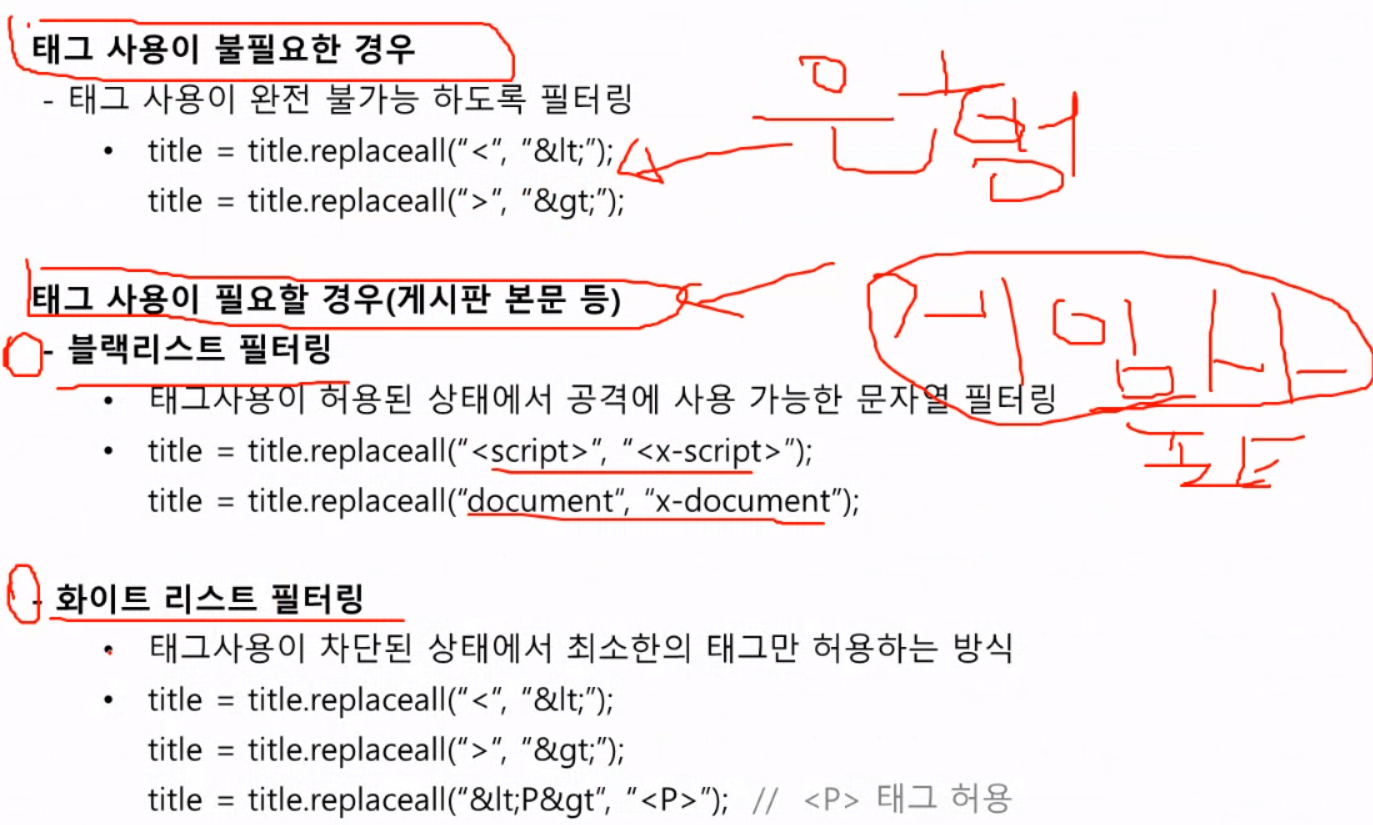 태그 사용이 불필요한 경우
- 태그 사용이 완전 불가능 하도록 필터링
• title = title.replaceall(“<”, “&lt;”);
title = title.replaceall(“>”, “&gt;”);
태그 사용이 필요할 경우(게시판 본문 등)
- 블랙리스트 필터링
• 태그사용이 허용된 상태에서 공격에 사용 가능한 문자열 필터링
• title = title.replaceall(“<script>”, “<x-script>”);
title = title.replaceall(“document”, “x-document”);
- 화이트 리스트 필터링
• 태그사용이 차단된 상태에서 최소한의 태그만 허용하는 방식
• title = title.replaceall(“<”, “&lt;”);
title = title.replaceall(“>”, “&gt;”);
title = title.replaceall(“&lt;P&gt”, “<P>”); // <P> 태그 허용